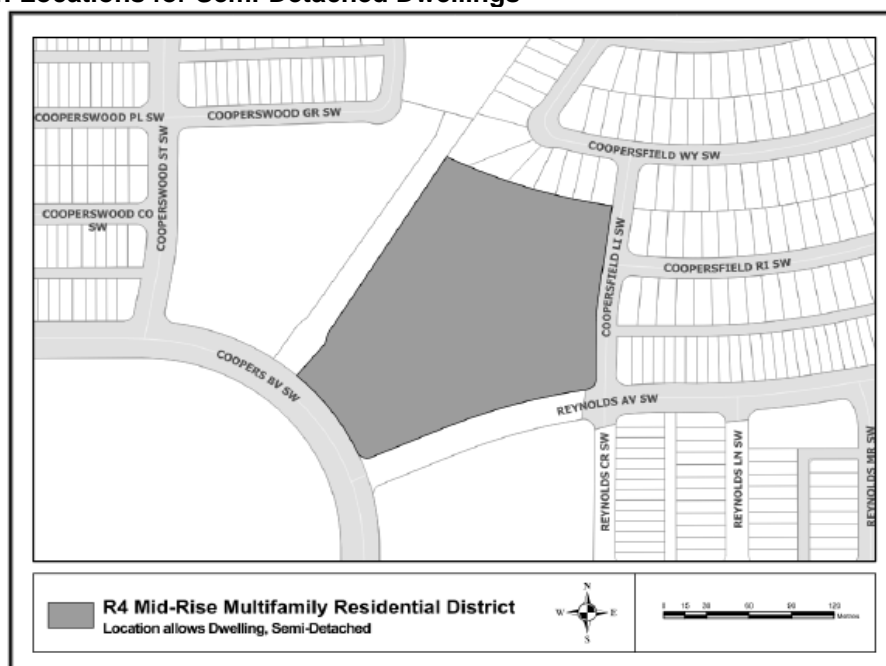 Locations for Semi-Detached Dwellings
COOPERSWOOD PL SW
COOPERSWOOD GR SW
COOPERSWOOD ST SW
COOPERSWOOD CO
SW
COOPERSFIELD WY SW
COOPERSFIELD LI SW
COOPERSFIELD RI SW
COOPERS BV SW
REYNOLDS AV SW
REYNOLDS CR SW
REYNOLDS LN SW
REYNOLDS MR SW
R4 Mid-Rise Multifamily Residential District
Location allows Dwelling, Semi-Detached
N
W E
S
0 15 30 60 90 120
Metres